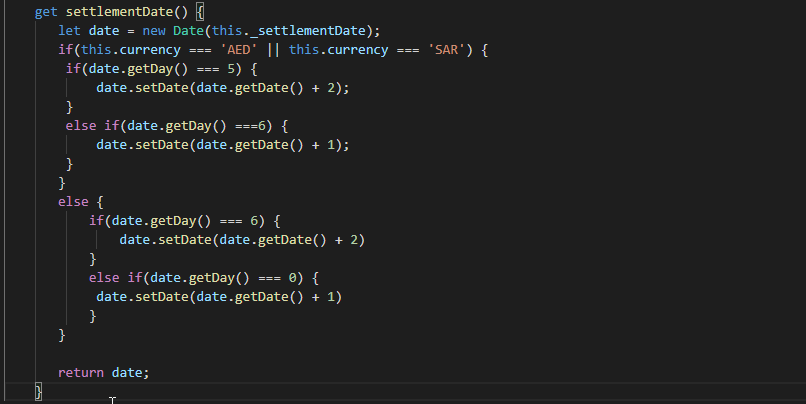 get settlementDate() {
let date = new Date(this._settlementDate);
if(this.currency === 'AED' || this.currency === 'SAR') {
if(date.getDay() === 5) {
date.setDate(date.getDate() + 2);
}
else if(date.getDay() ===6) {
date.setDate(date.getDate() + 1);
}
}
else {
if(date.getDay() === 6) {
date.setDate(date.getDate() + 2)
}
else if(date.getDay() === 0) {
date.setDate(date.getDate() + 1)
}
}
return date;
}